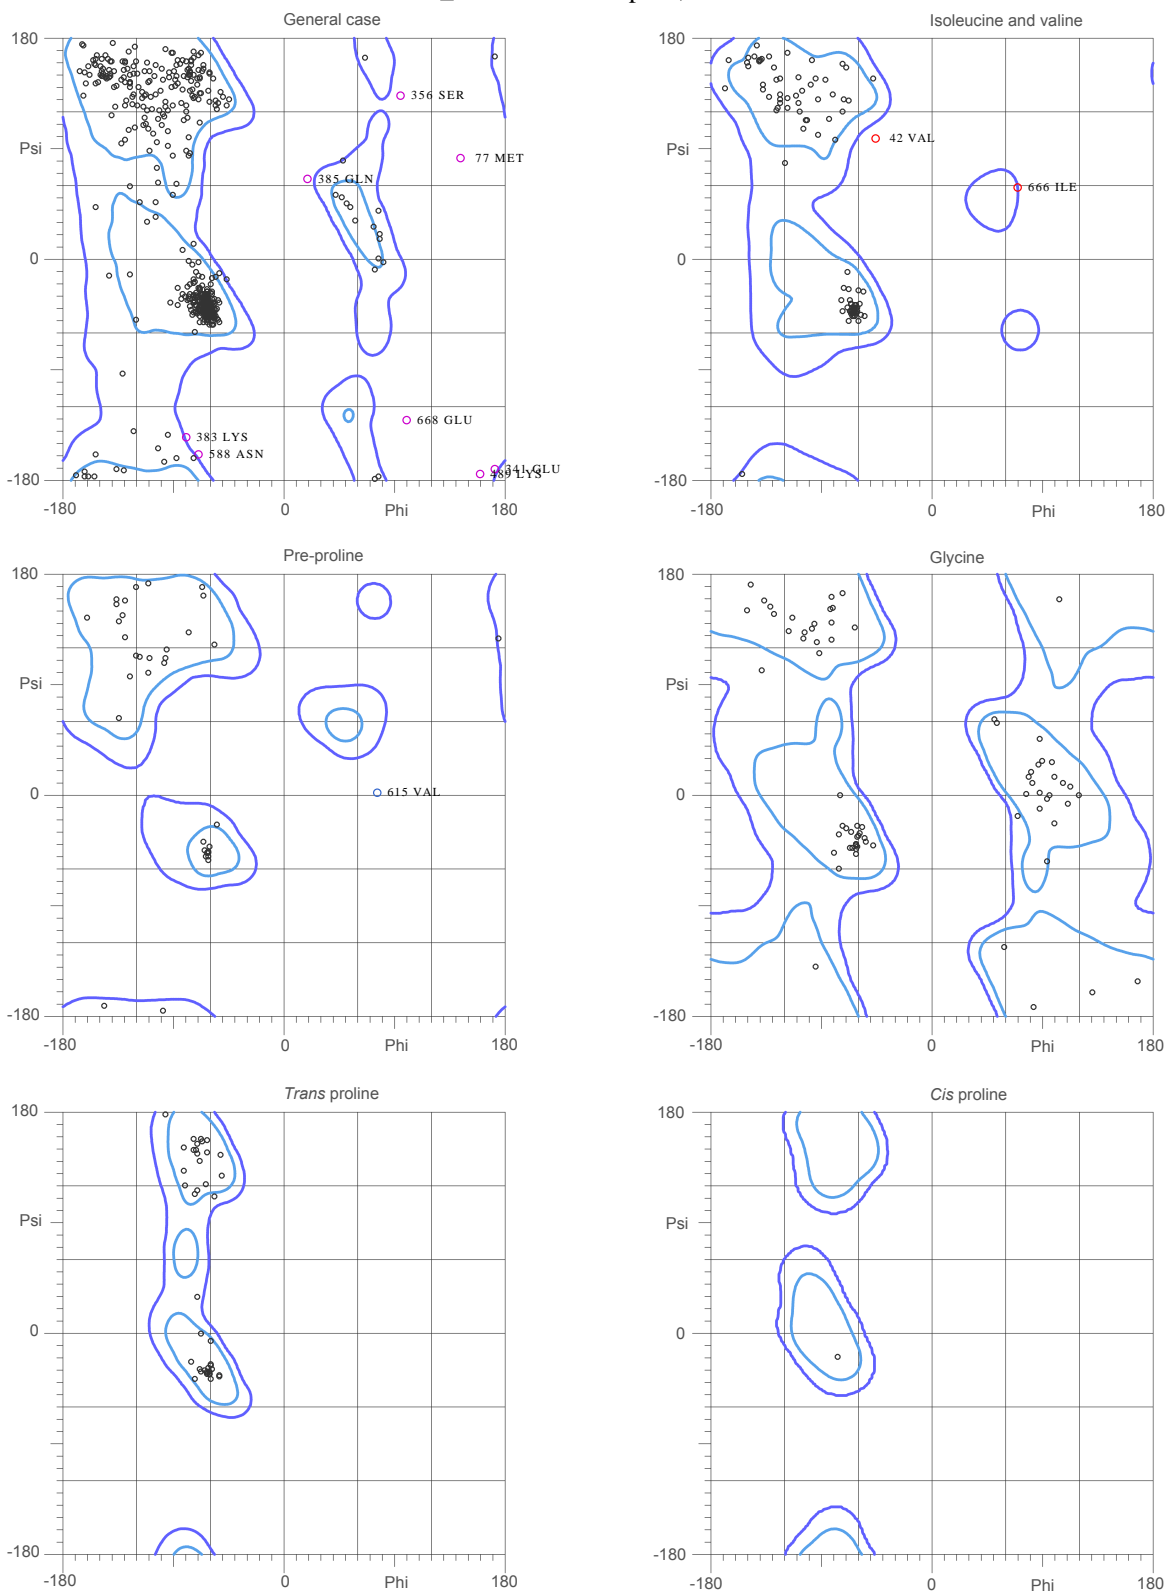 General case
Isoleucine and valine
180
180
356 SER
42 VAL
Psi
Psi
77 MET
385 GLN
666 ILE
0
0
668 GLU
383 LYS
588 ASN
341 GLU
489 LYS
-180
-180
-180 0 Phi 180
-180 0 Phi 180
Pre-proline
Glycine
180
180
Psi
Psi
0
615 VAL
0
-180
-180
-180 0 Phi 180
-180 0 Phi 180
Trans proline
Cis proline
180
180
Psi
Psi
0
0
-180
-180
-180 0 Phi 180
-180 0 Phi 180